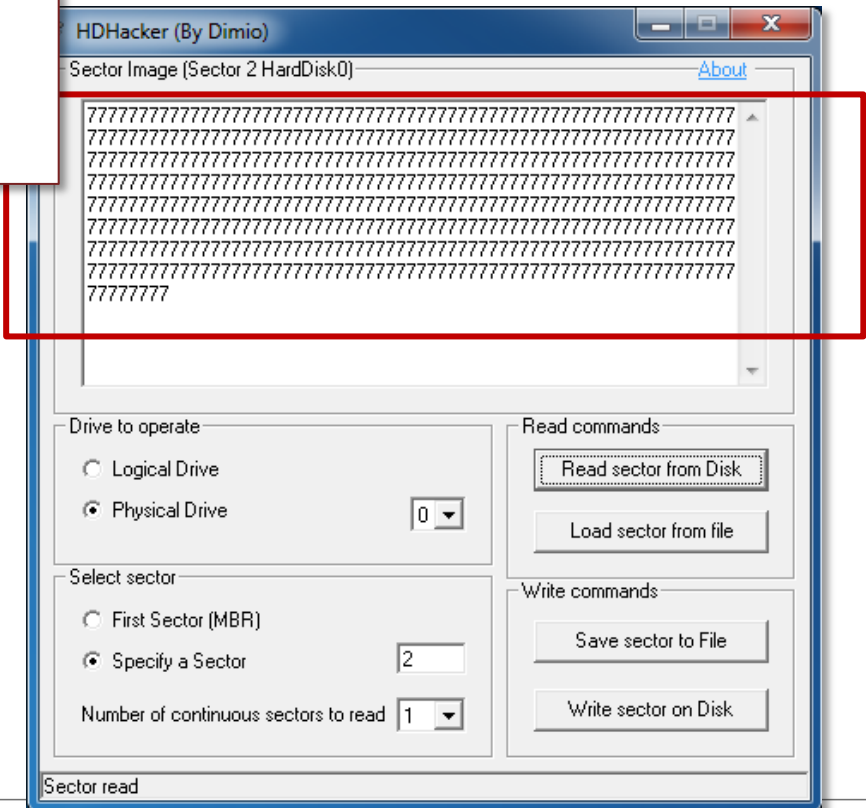 HDHacker (By Dimio)
Sector Image (Sector 2 HardDisk0)
About
777777777777777777777777777777777777777777777777777777777777777
777777777777777777777777777777777777777777777777777777777777777
777777777777777777777777777777777777777777777777777777777777777
777777777777777777777777777777777777777777777777777777777777777
777777777777777777777777777777777777777777777777777777777777777
777777777777777777777777777777777777777777777777777777777777777
777777777777777777777777777777777777777777777777777777777777777
777777777777777777777777777777777777777777777777777777777777777
77777777
Drive to operate
Logical Drive
Physical Drive
0
Read commands
Read sector from Disk
Load sector from file
Select sector
First Sector (MBR)
Specify a Sector
2
Number of continuous sectors to read
1
Write commands
Save sector to File
Write sector on Disk
Sector read